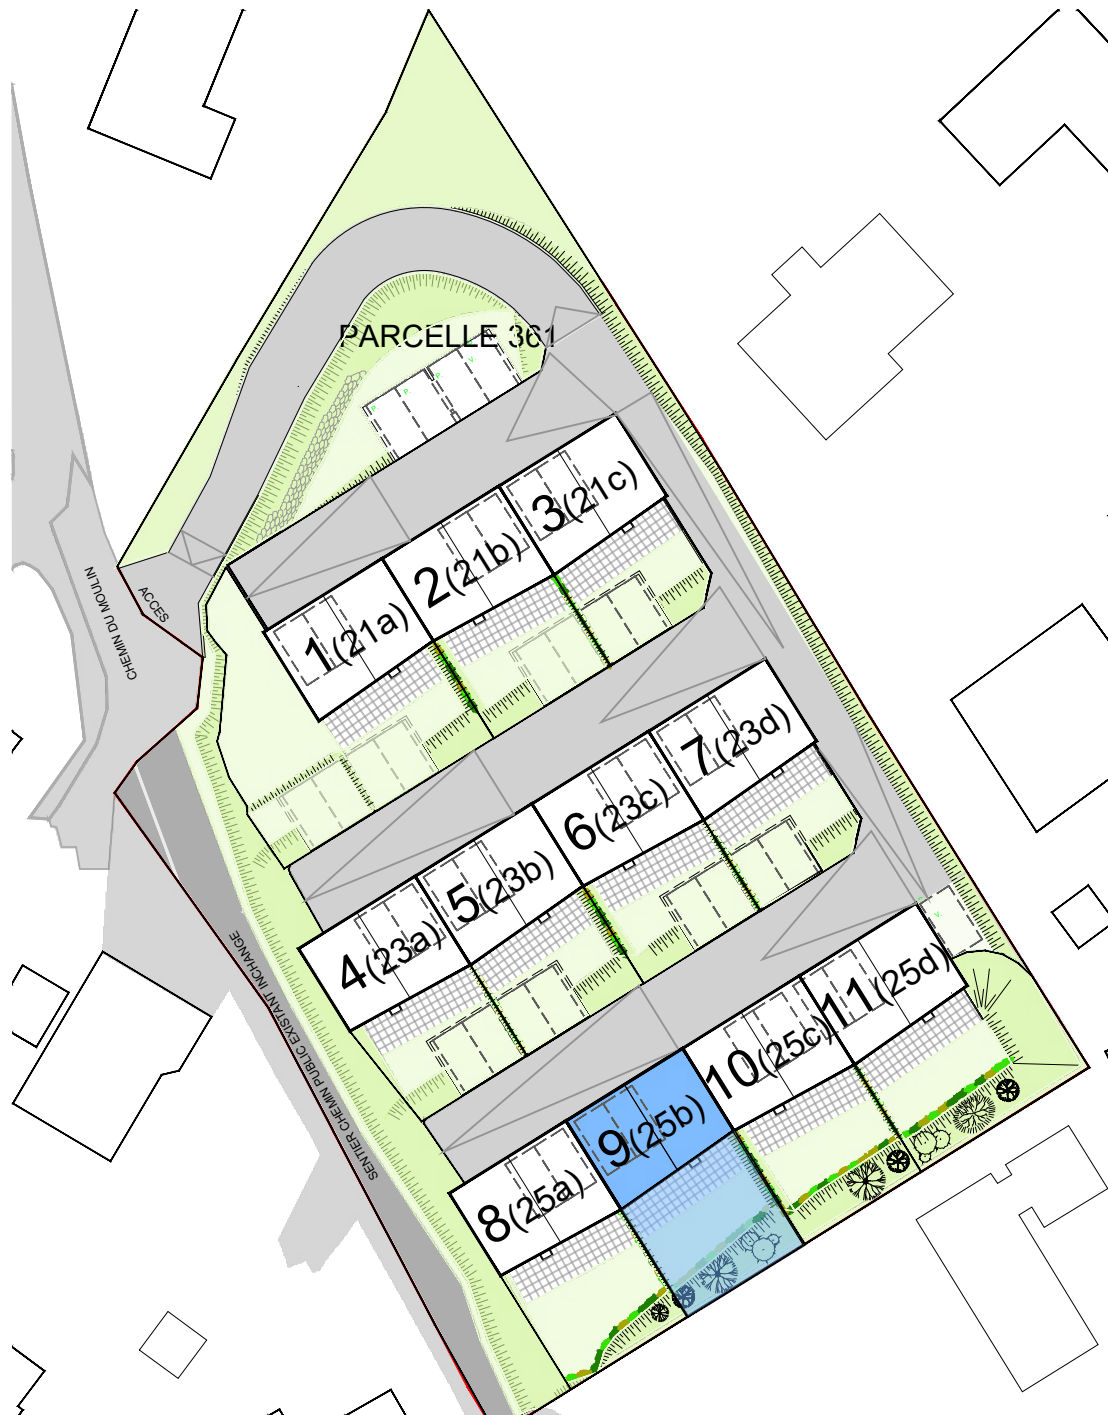 PARCELLE 361
P
P
P
V.
3(21c)
2(21b)
1(21a)
CHEMIN DU MOULIN
ACCES
7(23d)
6(23c)
5(23b)
4(23a)
V.
SENTIER CHEMIN PUBLIC EXISTANT INCHANGE
11(25d)
10(25c)
9(25b)
8(25a)